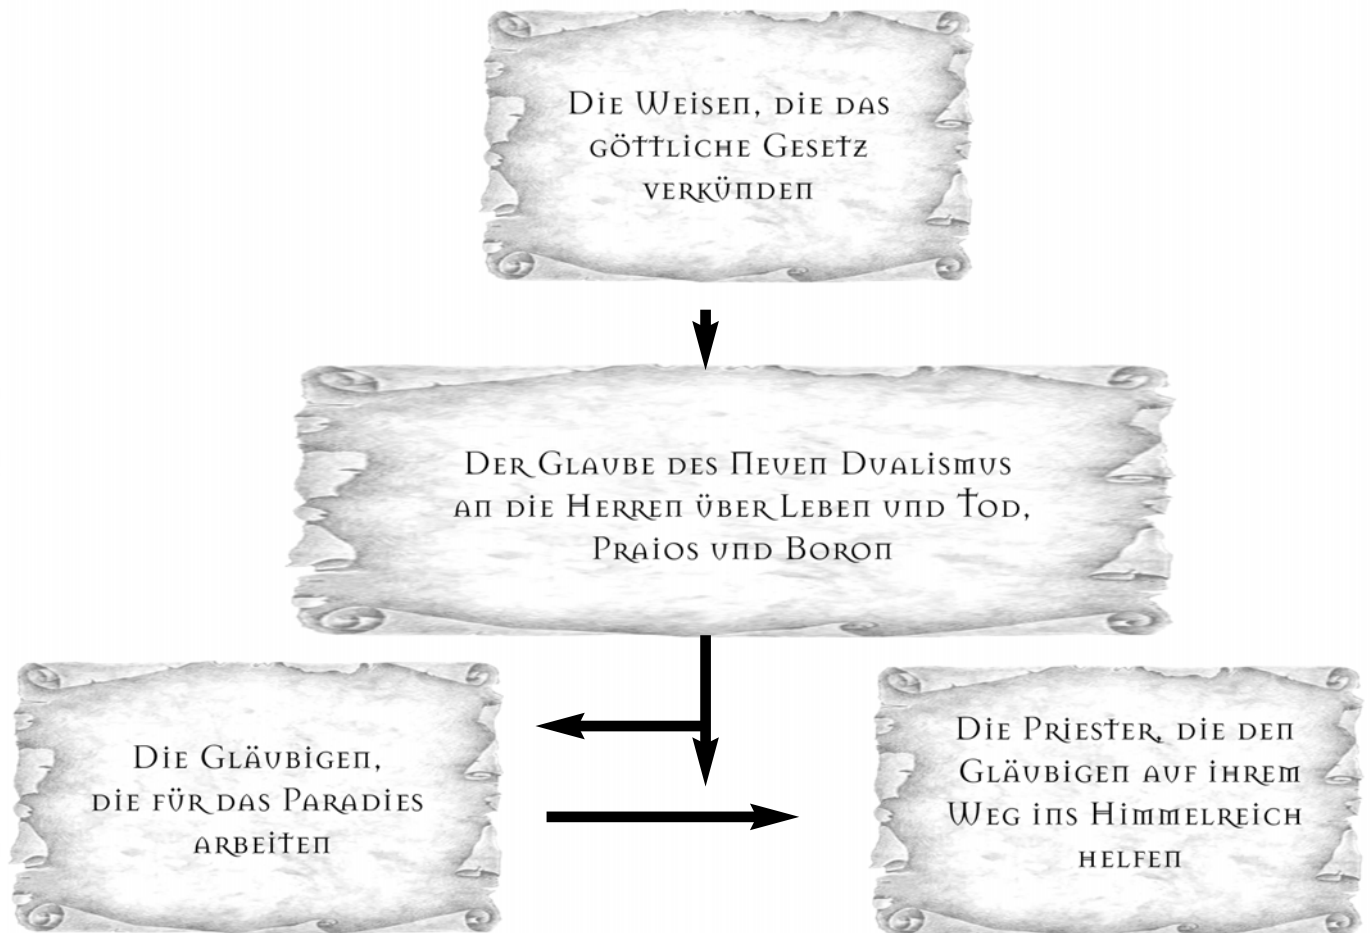 Die Weisen, die das
göttliche Gesetz
verkünden
Der Glaube des Neuen Dualismus
an die Herren über Leben und Tod,
Praios und Boron
Die Gläubigen,
die für das Paradies
arbeiten
Die Priester, die den
Gläubigen auf ihrem
Weg ins Himmelreich
helfen